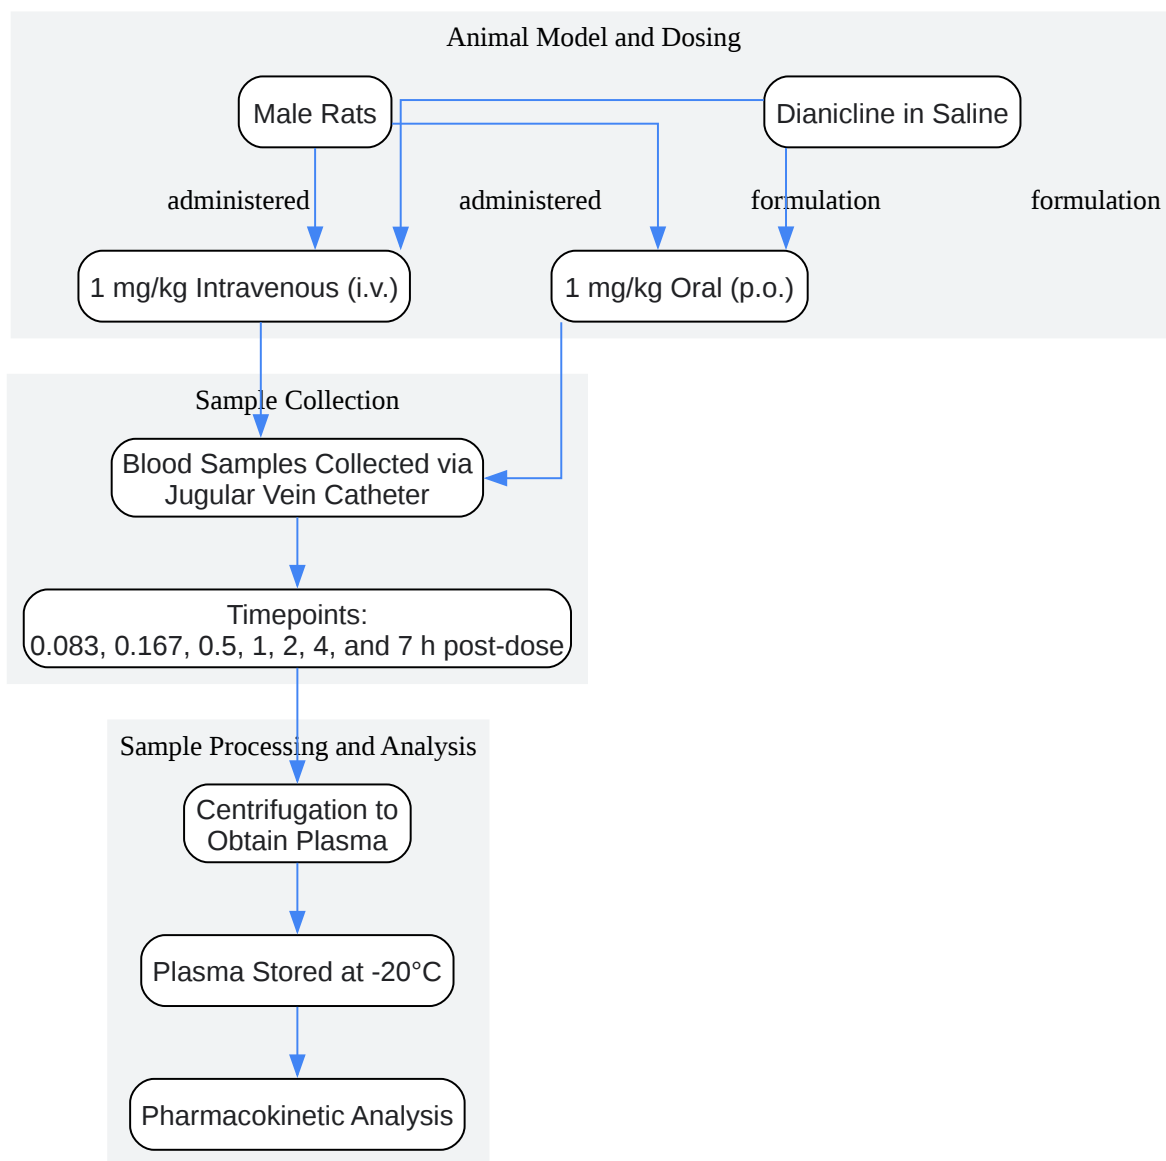 Animal Model and Dosing
Male Rats
Dianicline in Saline
administered
administered
formulation
formulation
1 mg/kg Intravenous (i.v.)
1 mg/kg Oral (p.o.)
Sample Collection
Blood Samples Collected via
Jugular Vein Catheter
Timepoints:
0.083, 0.167, 0.5, 1, 2, 4, and 7 h post-dose
Sample Processing and Analysis
Centrifugation to
Obtain Plasma
Plasma Stored at -20°C
Pharmacokinetic Analysis